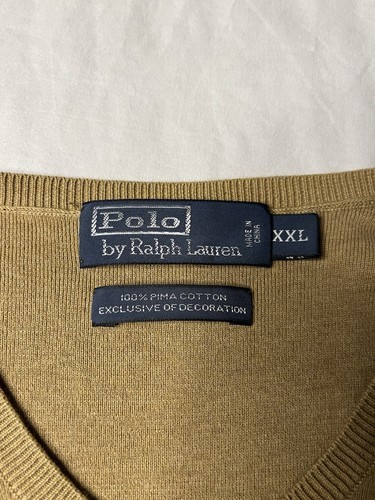 Polo
by Ralph Lauren
MADE IN
CHINA
XXL
100% PIMA COTTON
EXCLUSIVE OF DECORATION